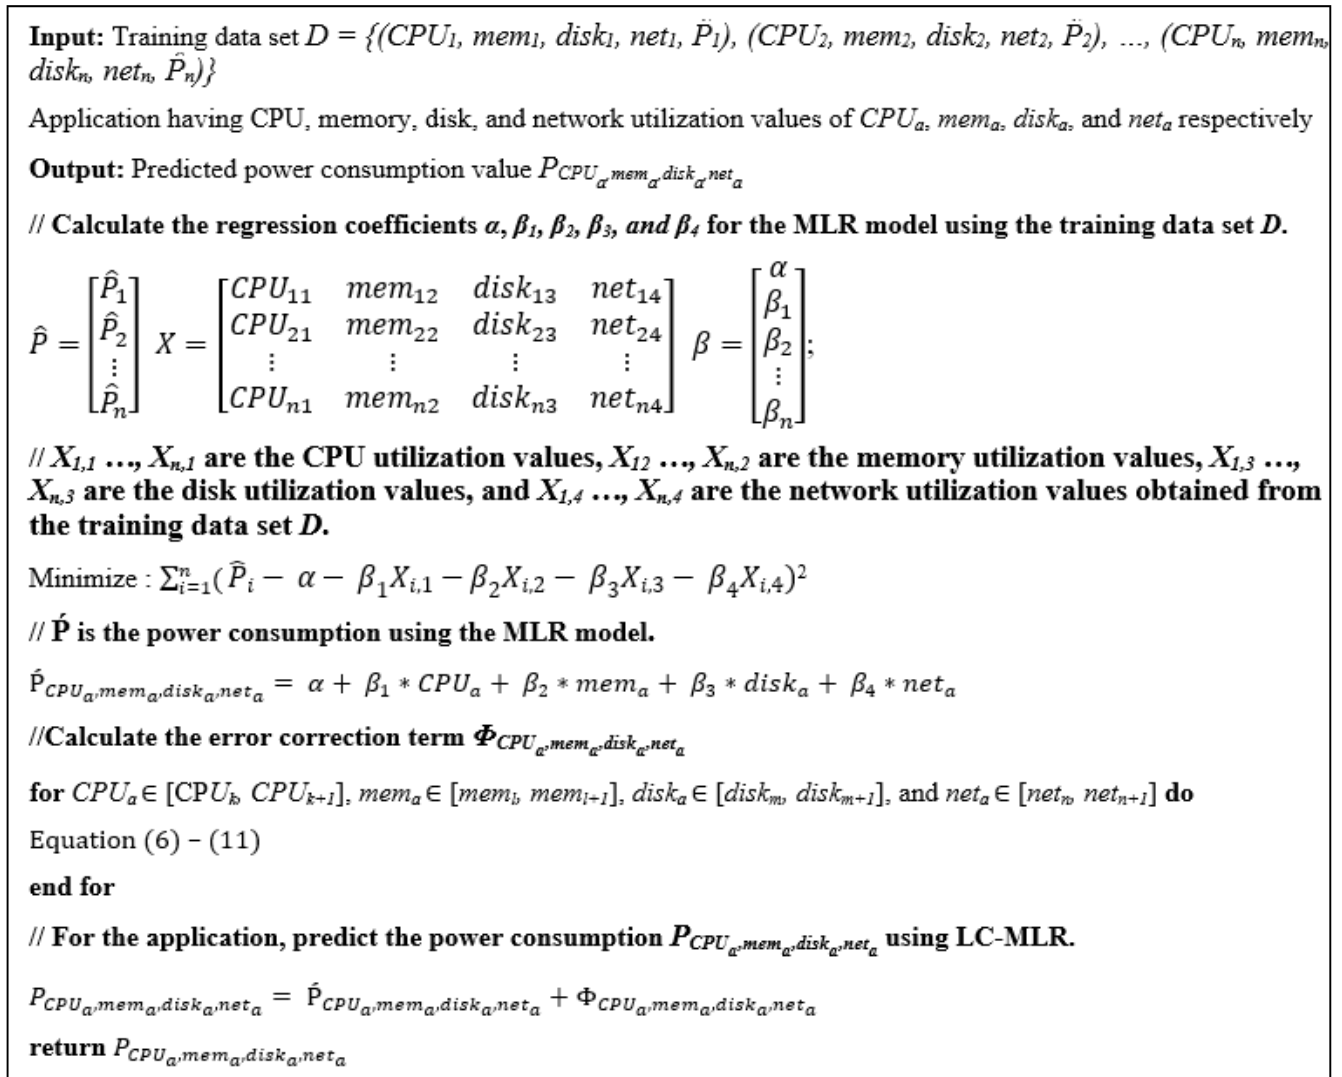 Input: Training data set D = {(CPU₁, mem₁, disk₁, net₁, P̈₁), (CPU₂, mem₂, disk₂, net₂, P̈₂), ..., (CPUₙ, memₙ,
diskₙ, netₙ, P̂ₙ)}
Application having CPU, memory, disk, and network utilization values of CPUₐ, memₐ, diskₐ, and netₐ respectively
Output: Predicted power consumption value P_{CPUₐ,memₐ,diskₐ,netₐ}
// Calculate the regression coefficients α, β₁, β₂, β₃, and β₄ for the MLR model using the training data set D.
P̂ = [P̂₁ P̂₂ ⋮ P̂ₙ] X = [CPU₁₁ mem₁₂ disk₁₃ net₁₄ CPU₂₁ mem₂₂ disk₂₃ net₂₄ ⋮ ⋮ ⋮ ⋮ CPUₙ₁ memₙ₂ diskₙ₃ netₙ₄] β = [α β₁ β₂ ⋮ βₙ];
// X₁,₁ ..., Xₙ,₁ are the CPU utilization values, X₁₂ ..., Xₙ,₂ are the memory utilization values, X₁,₃ ...,
Xₙ,₃ are the disk utilization values, and X₁,₄ ..., Xₙ,₄ are the network utilization values obtained from
the training data set D.
Minimize : Σⁿᵢ₌₁( P̂ᵢ − α − β₁Xᵢ,₁ − β₂Xᵢ,₂ − β₃Xᵢ,₃ − β₄Xᵢ,₄)²
// Ṕ is the power consumption using the MLR model.
Ṕ_{CPUₐ,memₐ,diskₐ,netₐ} = α + β₁ * CPUₐ + β₂ * memₐ + β₃ * diskₐ + β₄ * netₐ
//Calculate the error correction term Φ_{CPUₐ,memₐ,diskₐ,netₐ}
for CPUₐ ∈ [CPUₖ, CPUₖ₊₁], memₐ ∈ [memₗ, memₗ₊₁], diskₐ ∈ [diskₘ, diskₘ₊₁], and netₐ ∈ [netₙ, netₙ₊₁] do
Equation (6) – (11)
end for
// For the application, predict the power consumption P_{CPUₐ,memₐ,diskₐ,netₐ} using LC-MLR.
P_{CPUₐ,memₐ,diskₐ,netₐ} = Ṕ_{CPUₐ,memₐ,diskₐ,netₐ} + Φ_{CPUₐ,memₐ,diskₐ,netₐ}
return P_{CPUₐ,memₐ,diskₐ,netₐ}